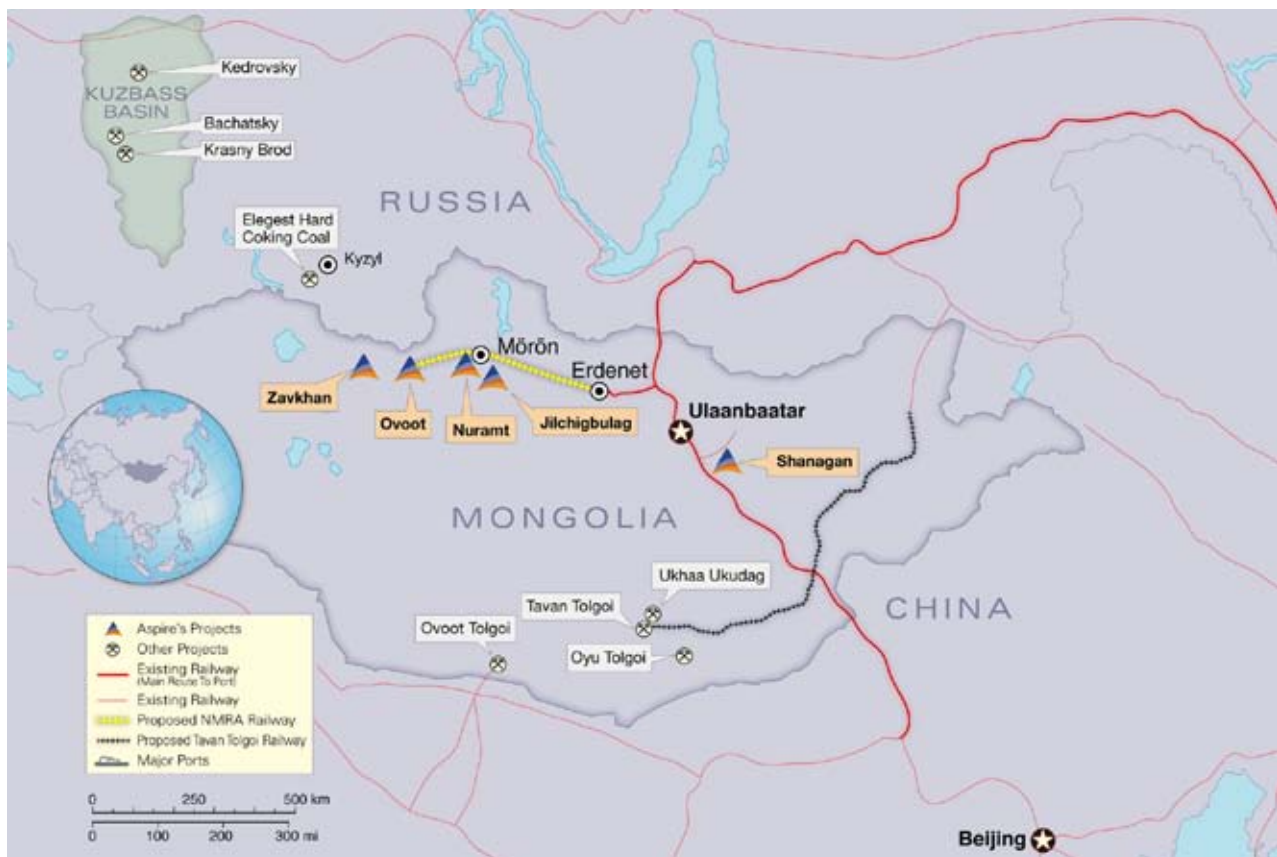 Kedrovsky
KUZBASS
BASIN
Bachatsky
Krasny Brod
RUSSIA
Elegest Hard
Coking Coal
Kyzyl
Mörön
Erdenet
Zavkhan
Ovoot
Nuramt
Jilchigbulag
Ulaanbaatar
Shanagan
MONGOLIA
Ukhaa Ukudag
Tavan Tolgoi
CHINA
Ovoot Tolgoi
Oyu Tolgoi
Aspire's Projects
Other Projects
Existing Railway
(Main Route To Port)
Existing Railway
Proposed NMRA Railway
Proposed Tavan Tolgoi Railway
Major Ports
0 250 500 km
0 100 200 300 mi
Beijing